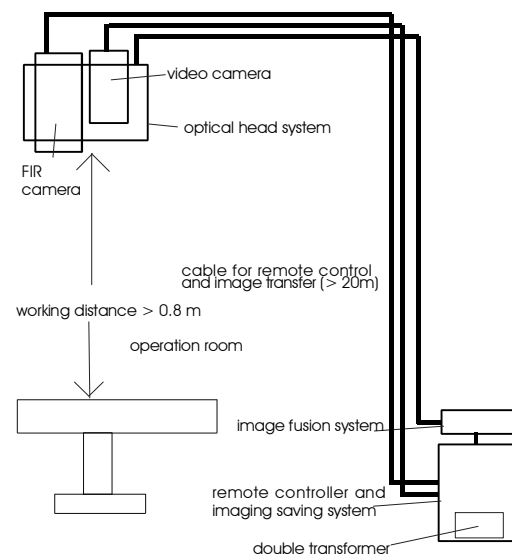 video camera
optical head system
FIR
camera
cable for remote control
and image transfer (> 20m)
working distance > 0.8 m
operation room
image fusion system
remote controller and
imaging saving system
double transformer